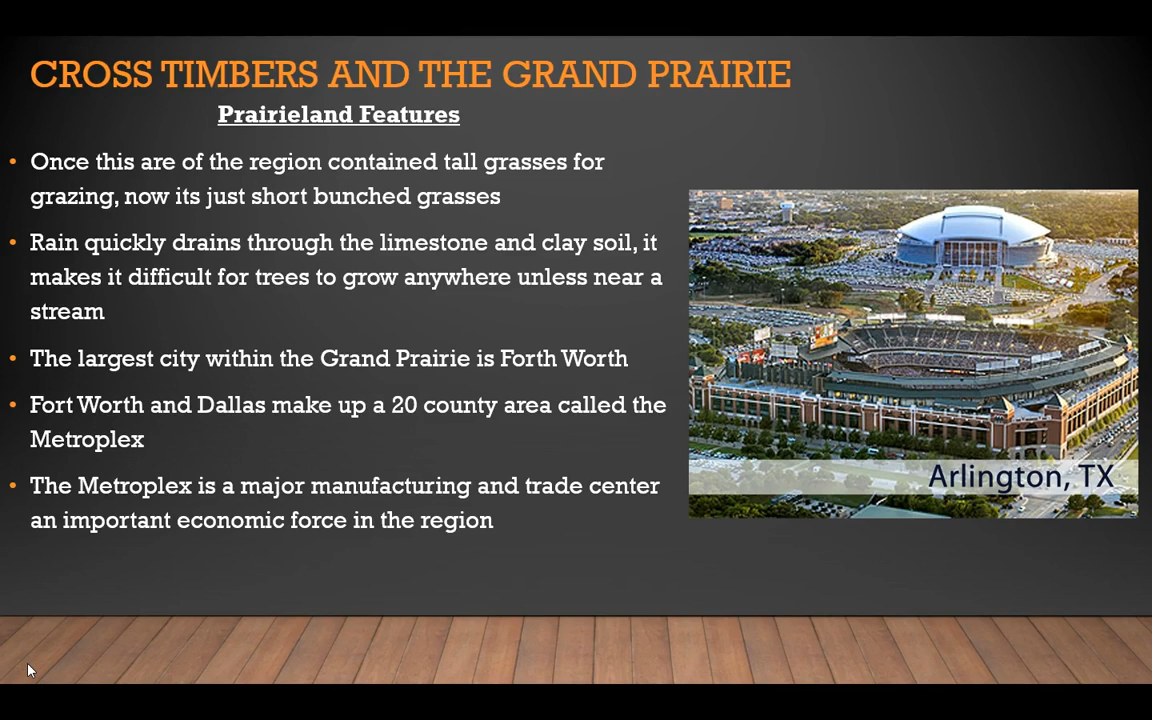 CROSS TIMBERS AND THE GRAND PRAIRIE
Prairieland Features
• Once this are of the region contained tall grasses for
grazing, now its just short bunched grasses
• Rain quickly drains through the limestone and clay soil, it
makes it difficult for trees to grow anywhere unless near a
stream
• The largest city within the Grand Prairie is Forth Worth
• Fort Worth and Dallas make up a 20 county area called the
Metroplex
• The Metroplex is a major manufacturing and trade center
an important economic force in the region
Arlington, TX